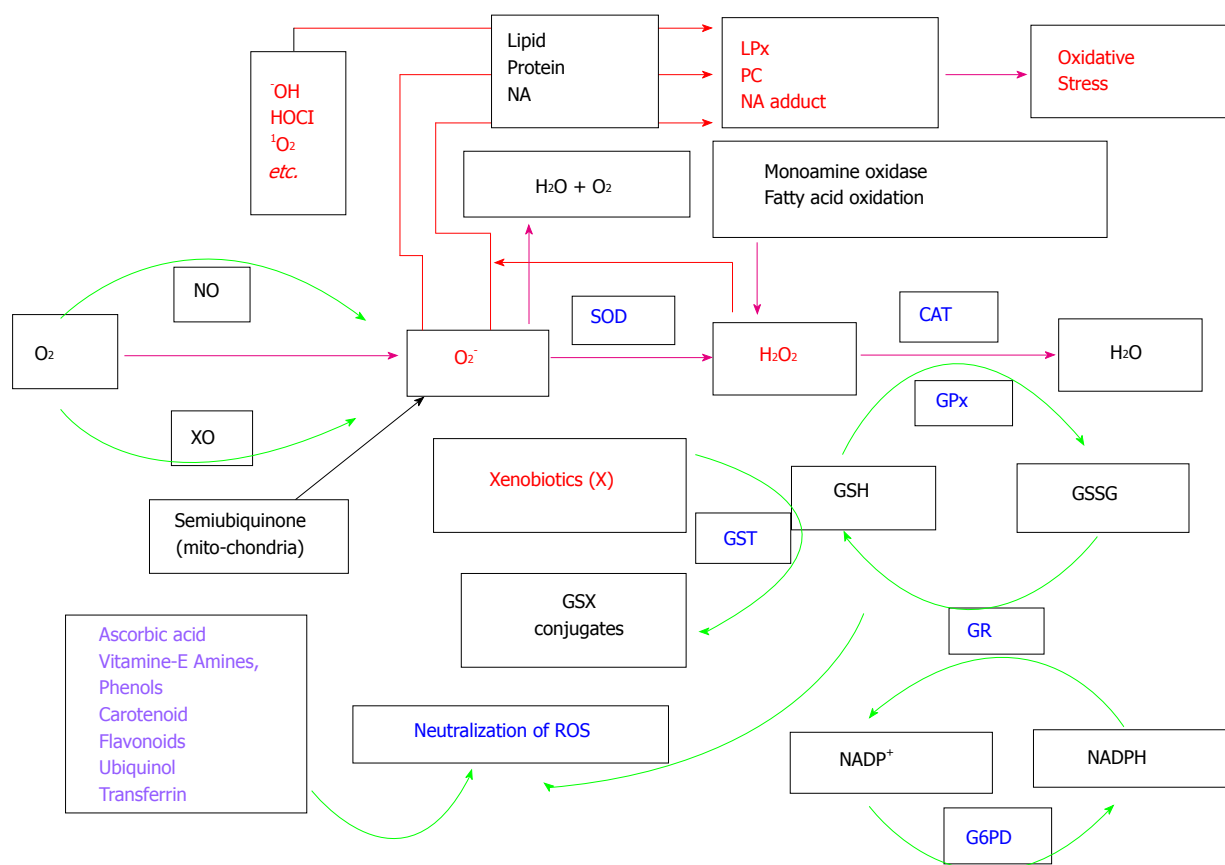 Lipid
Protein
NA
LPx
PC
NA adduct
Oxidative
Stress
⁻OH
HOCI
¹O₂
etc.
H₂O + O₂
Monoamine oxidase
Fatty acid oxidation
NO
SOD
CAT
O₂
O₂⁻
H₂O₂
H₂O
GPx
XO
Xenobiotics (X)
GSH
GSSG
Semiubiquinone
(mito-chondria)
GST
GSX
conjugates
GR
Ascorbic acid
Vitamine-E Amines,
Phenols
Carotenoid
Flavonoids
Ubiquinol
Transferrin
Neutralization of ROS
NADP⁺
NADPH
G6PD